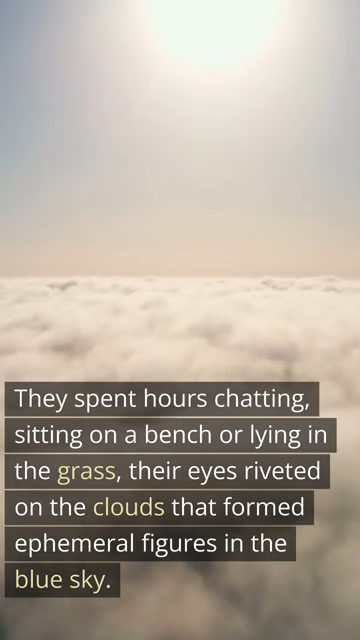 They spent hours chatting,
sitting on a bench or lying in
the grass, their eyes riveted
on the clouds that formed
ephemeral figures in the
blue sky.